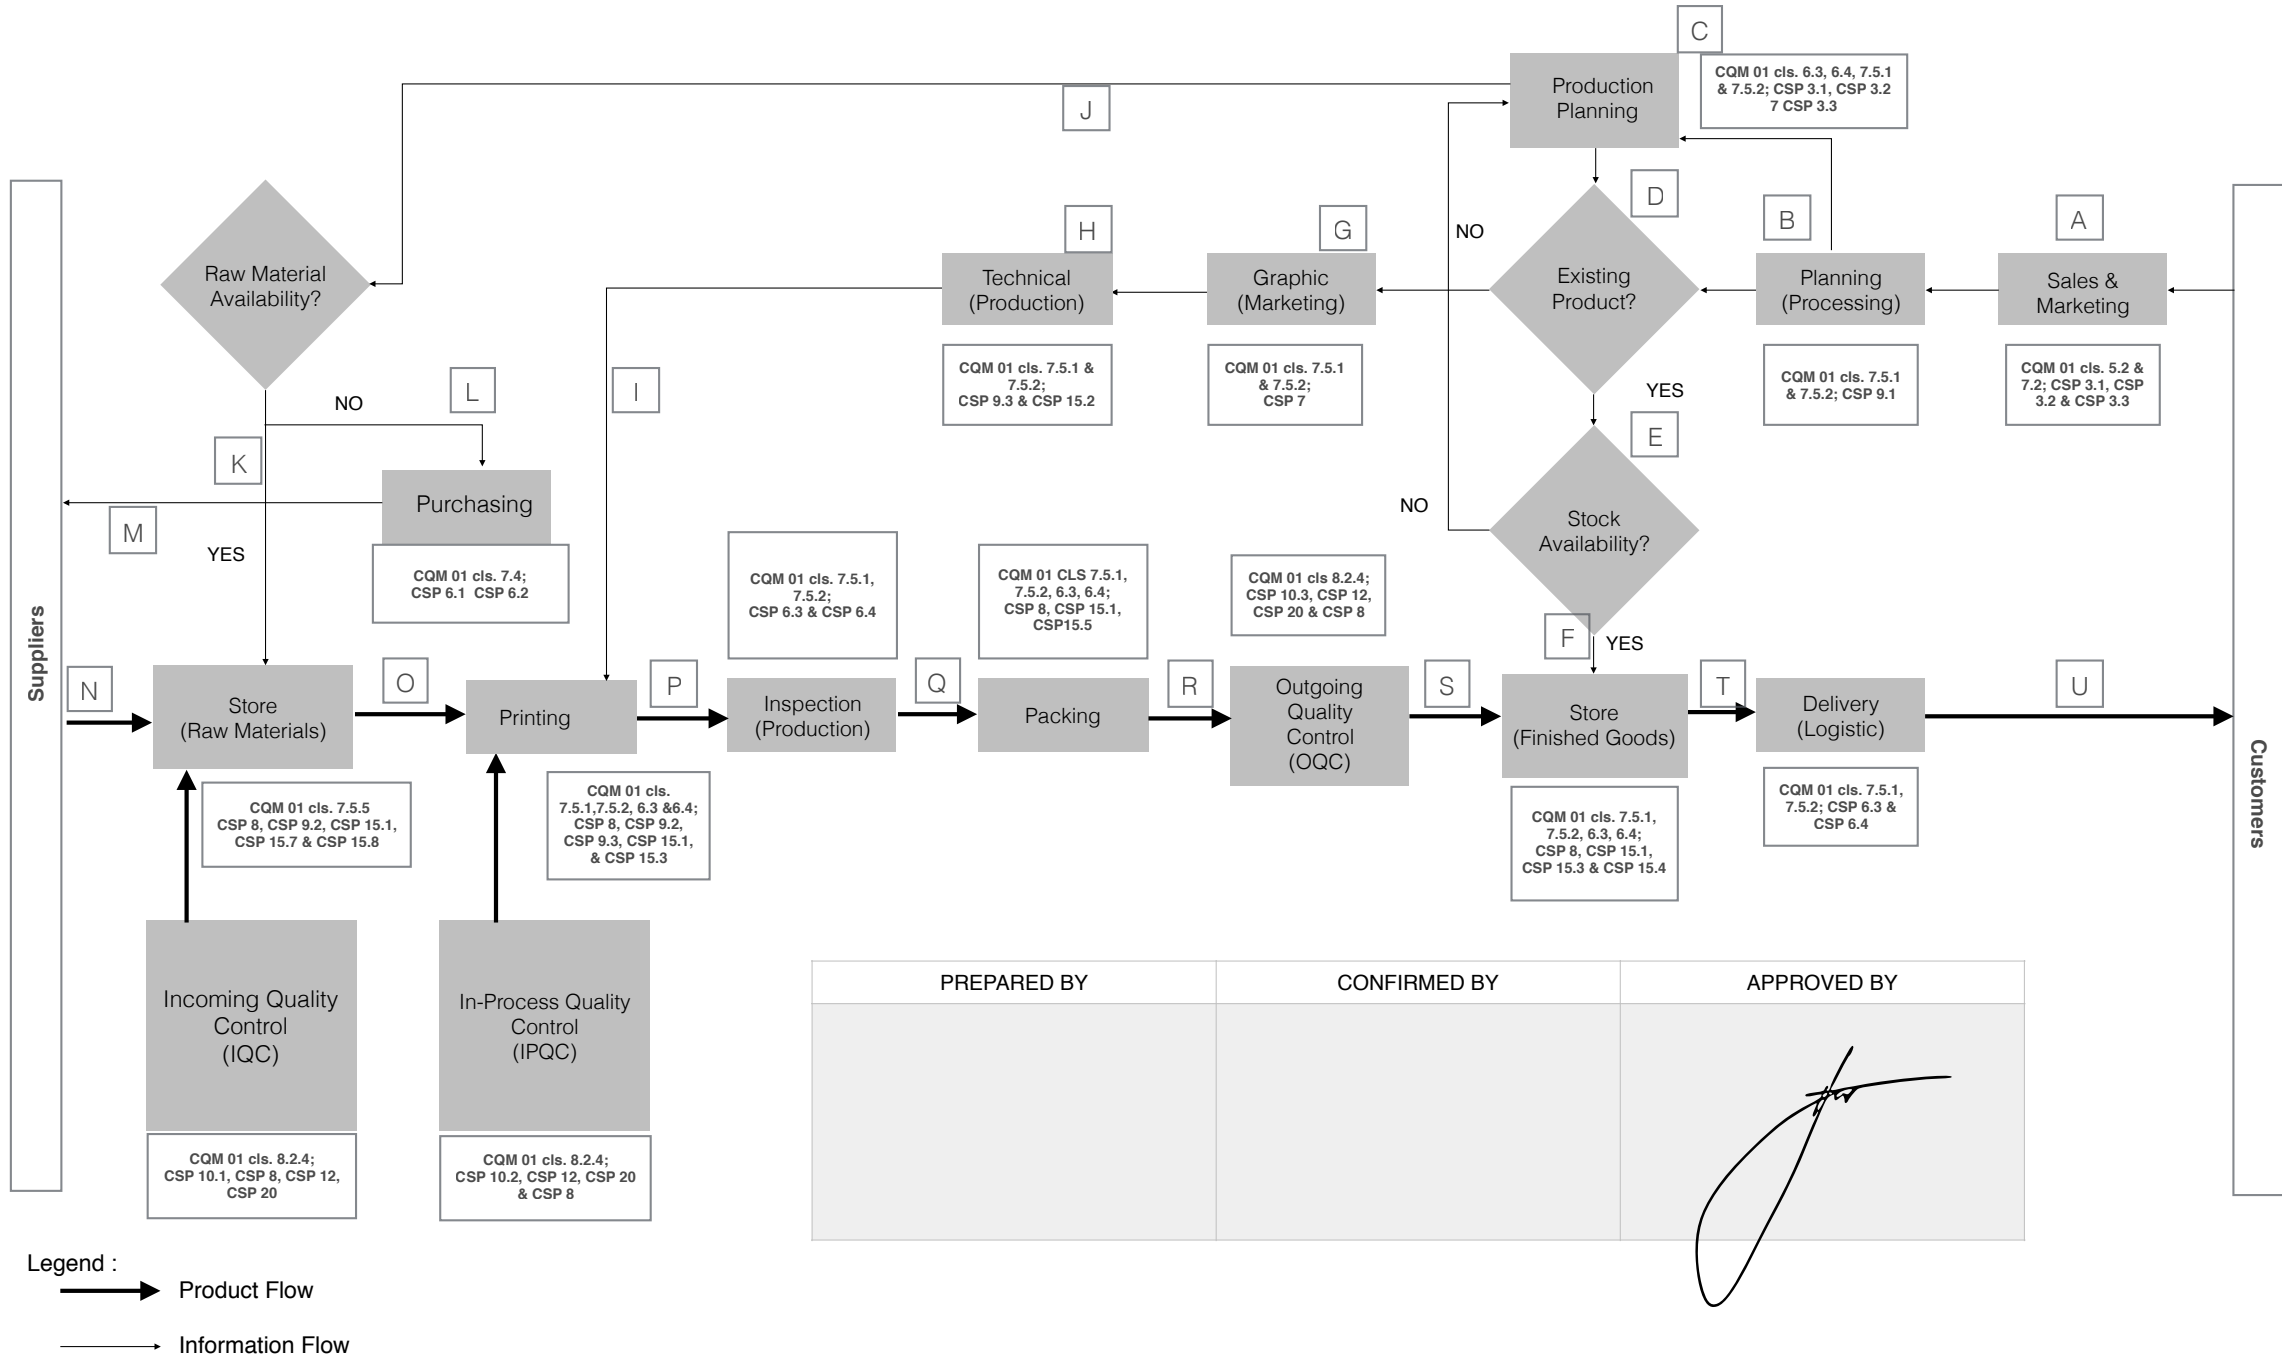 C
Production
Planning
CQM 01 cls. 6.3, 6.4, 7.5.1
& 7.5.2; CSP 3.1, CSP 3.2
7 CSP 3.3
J
D
NO
Existing
Product?
YES
B
Planning
(Processing)
CQM 01 cls. 7.5.1
& 7.5.2; CSP 9.1
A
Sales &
Marketing
CQM 01 cls. 5.2 &
7.2; CSP 3.1, CSP
3.2 & CSP 3.3
G
Graphic
(Marketing)
CQM 01 cls. 7.5.1
& 7.5.2;
CSP 7
H
Technical
(Production)
CQM 01 cls. 7.5.1 &
7.5.2;
CSP 9.3 & CSP 15.2
I
Raw Material
Availability?
NO
L
K
YES
Purchasing
CQM 01 cls. 7.4;
CSP 6.1 CSP 6.2
M
E
Stock
Availability?
NO
F
YES
Suppliers
N
Store
(Raw Materials)
CQM 01 cls. 7.5.5
CSP 8, CSP 9.2, CSP 15.1,
CSP 15.7 & CSP 15.8
O
Printing
CQM 01 cls.
7.5.1,7.5.2, 6.3 &6.4;
CSP 8, CSP 9.2,
CSP 9.3, CSP 15.1,
& CSP 15.3
P
CQM 01 cls. 7.5.1,
7.5.2;
CSP 6.3 & CSP 6.4
Inspection
(Production)
Q
CQM 01 CLS 7.5.1,
7.5.2, 6.3, 6.4;
CSP 8, CSP 15.1,
CSP15.5
Packing
R
CQM 01 cls 8.2.4;
CSP 10.3, CSP 12,
CSP 20 & CSP 8
Outgoing
Quality
Control
(OQC)
S
Store
(Finished Goods)
CQM 01 cls. 7.5.1,
7.5.2, 6.3, 6.4;
CSP 8, CSP 15.1,
CSP 15.3 & CSP 15.4
T
Delivery
(Logistic)
CQM 01 cls. 7.5.1,
7.5.2; CSP 6.3 &
CSP 6.4
U
Customers
Incoming Quality
Control
(IQC)
CQM 01 cls. 8.2.4;
CSP 10.1, CSP 8, CSP 12,
CSP 20
In-Process Quality
Control
(IPQC)
CQM 01 cls. 8.2.4;
CSP 10.2, CSP 12, CSP 20
& CSP 8
PREPARED BY
CONFIRMED BY
APPROVED BY
Legend :
Product Flow
Information Flow